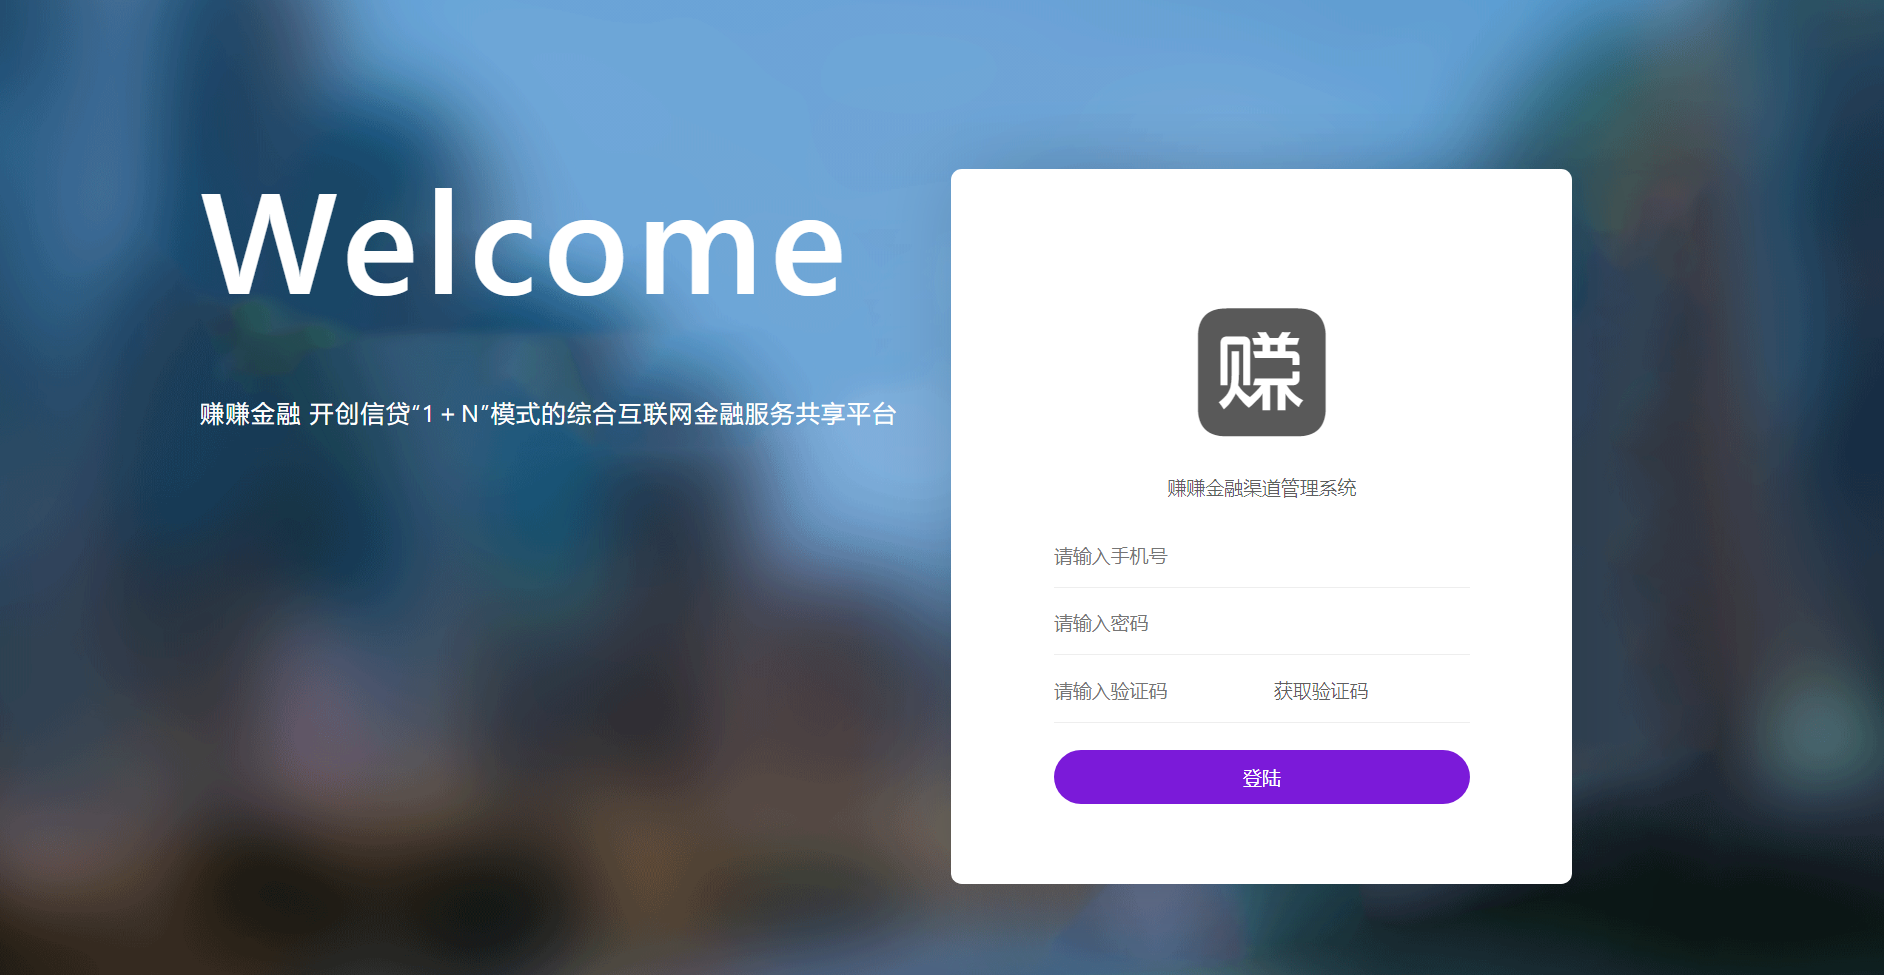 Welcome
赚赚金融 开创信贷“1+N”模式的综合互联网金融服务共享平台
赚
赚赚金融渠道管理系统
请输入手机号
请输入密码
请输入验证码 获取验证码
登陆